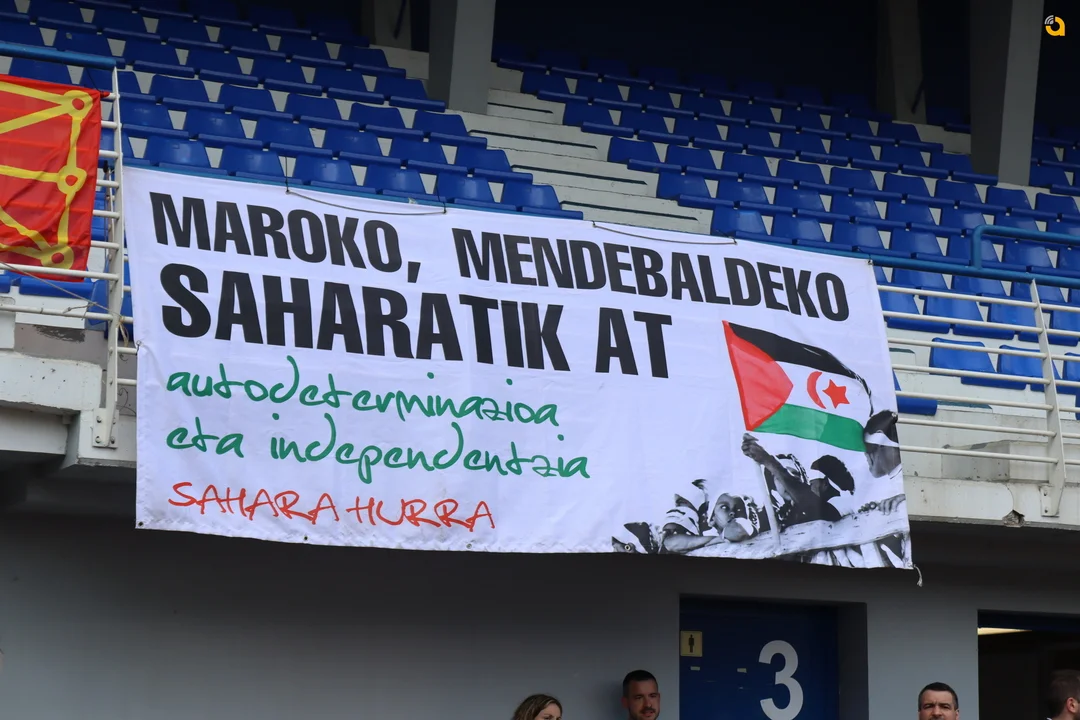 MAROKO, MENDEBALDEKO
SAHARATIK AT
autodeterminazioa
eta independentzia
SAHARA HURRA
3